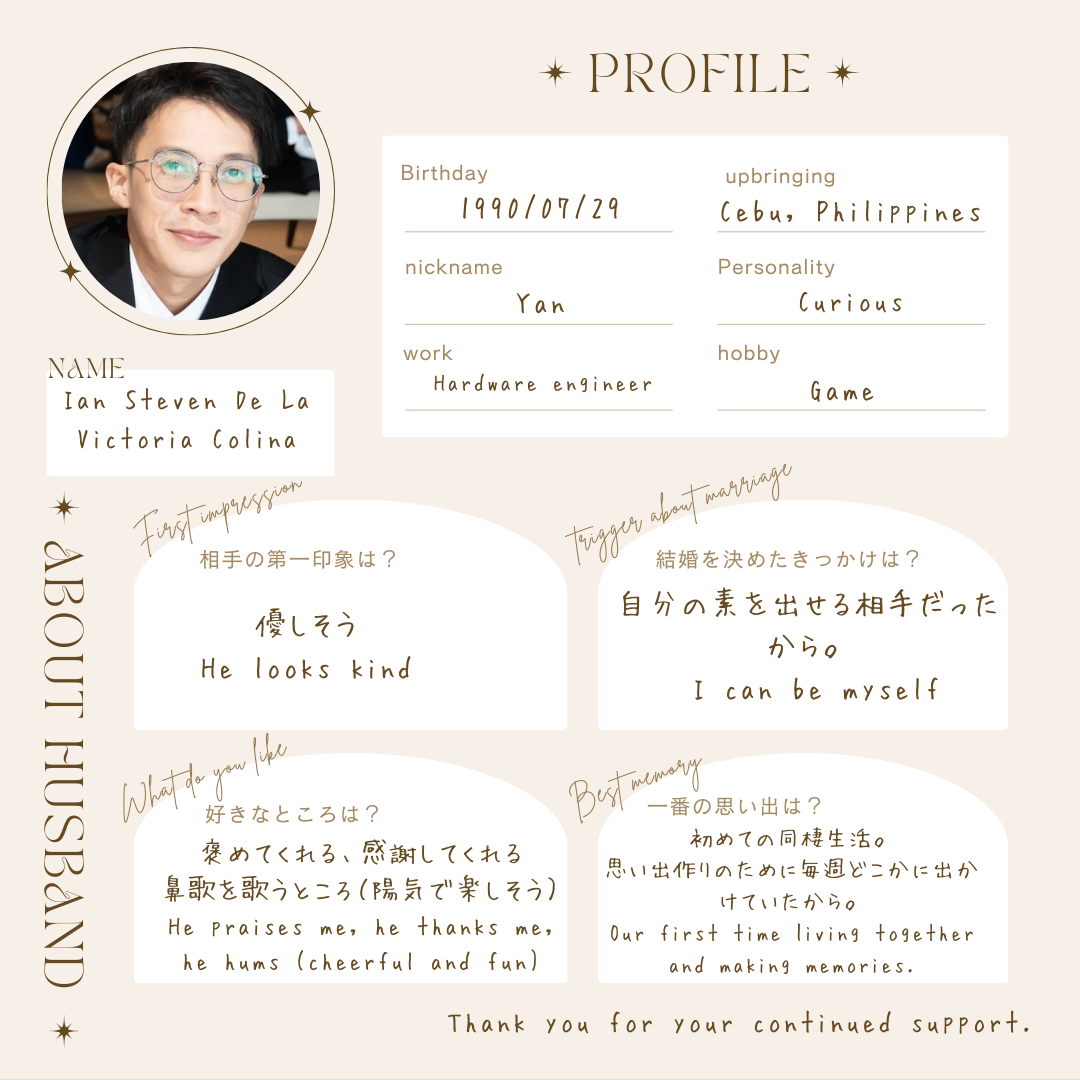 PROFILE
Birthday
1990/07/29
upbringing
Cebu, Philippines
nickname
Yan
Personality
Curious
work
Hardware engineer
hobby
Game
NAME
Ian Steven De La
Victoria Colina
ABOUT HUSBAND
First impression
相手の第一印象は？
優しそう
He looks kind
trigger about marriage
結婚を決めたきっかけは？
自分の素を出せる相手だった
から。
I can be myself
What do you like
好きなところは？
褒めてくれる、感謝してくれる
鼻歌を歌うところ(陽気で楽しそう)
He praises me, he thanks me,
he hums (cheerful and fun)
Best memory
一番の思い出は？
初めての同棲生活。
思い出作りのために毎週どこかに出か
けていたから。
Our first time living together
and making memories.
Thank you for your continued support.